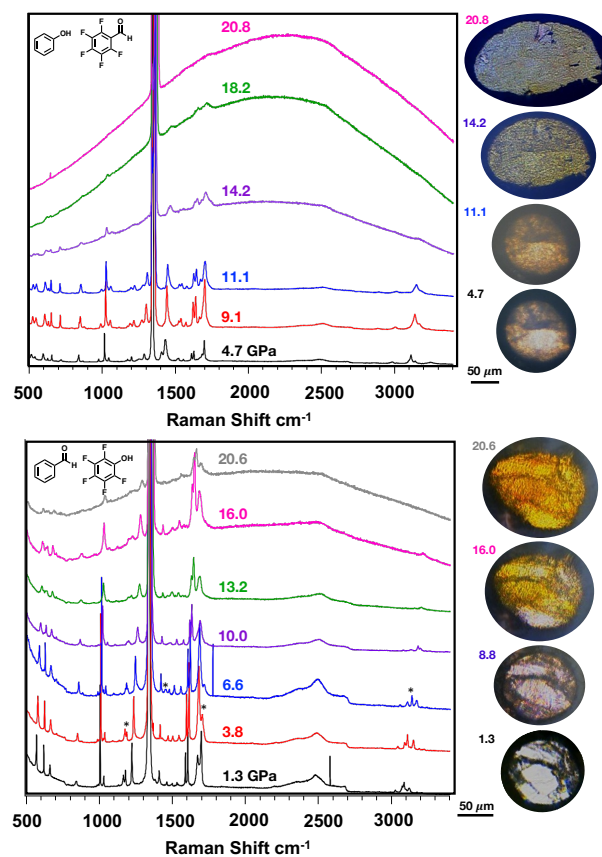 OH
O
H
F
F
F
F
F
20.8
18.2
14.2
11.1
9.1
4.7 GPa
500 1000 1500 2000 2500 3000
Raman Shift cm-1
20.8
14.2
11.1
4.7
50 μm
O
H
F
OH
F
F
F
F
20.6
16.0
13.2
10.0
6.6
* * *
3.8
* *
1.3 GPa
500 1000 1500 2000 2500 3000
Raman Shift cm-1
20.6
16.0
8.8
1.3
50 μm